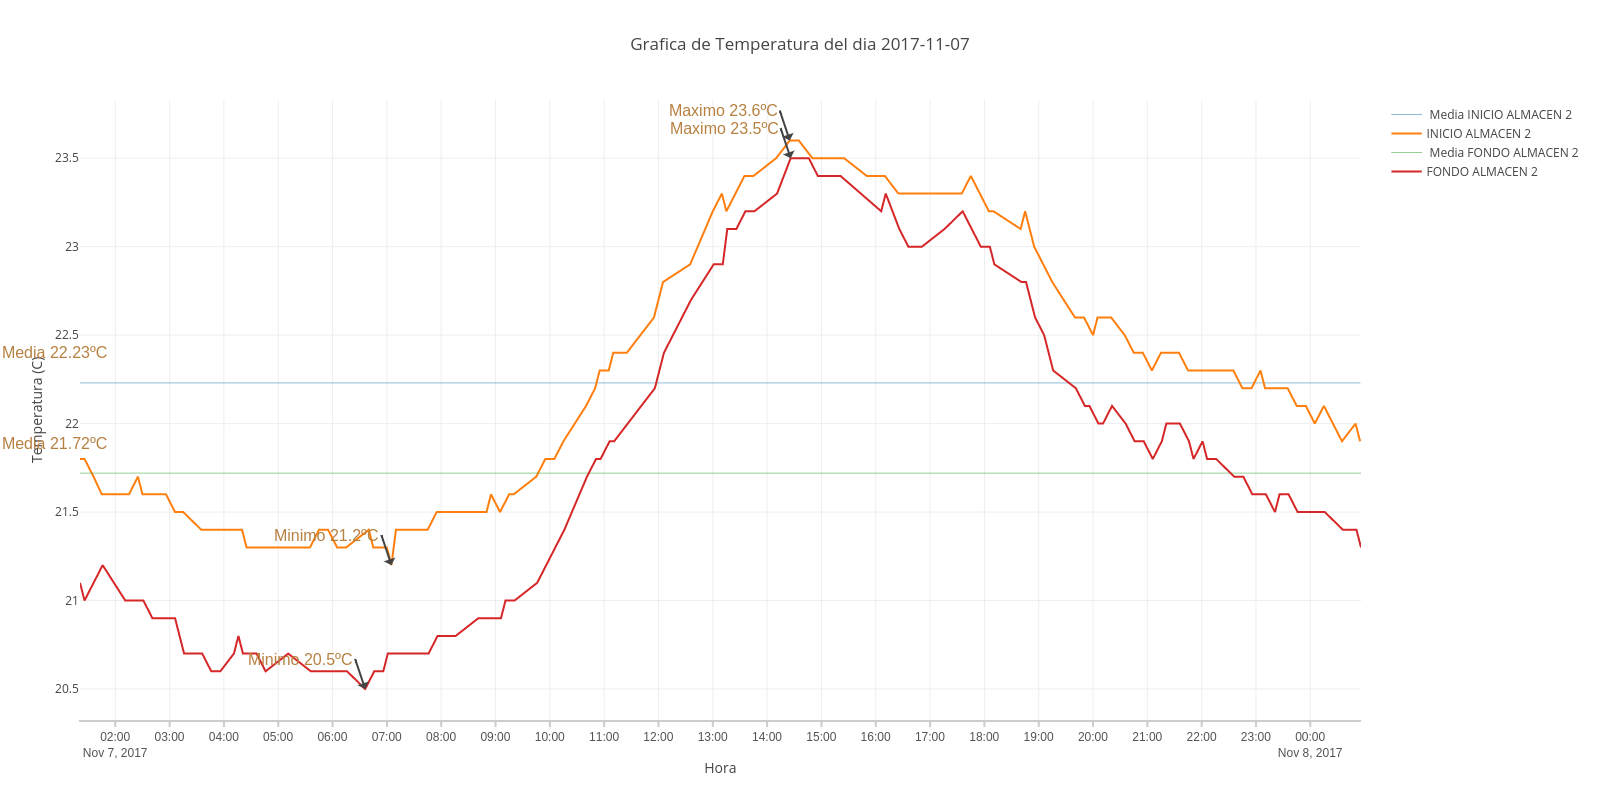 Grafica de Temperatura del dia 2017-11-07
Maximo 23.6ºC
Maximo 23.5ºC
Media INICIO ALMACEN 2
INICIO ALMACEN 2
Media FONDO ALMACEN 2
FONDO ALMACEN 2
23.5
23
22.5
Media 22.23ºC
Temperatura (C)
22
Media 21.72ºC
21.5
Minimo 21.2ºC
21
Minimo 20.5ºC
20.5
02:00 03:00 04:00 05:00 06:00 07:00 08:00 09:00 10:00 11:00 12:00 13:00 14:00 15:00 16:00 17:00 18:00 19:00 20:00 21:00 22:00 23:00 00:00
Nov 7, 2017 Nov 8, 2017
Hora